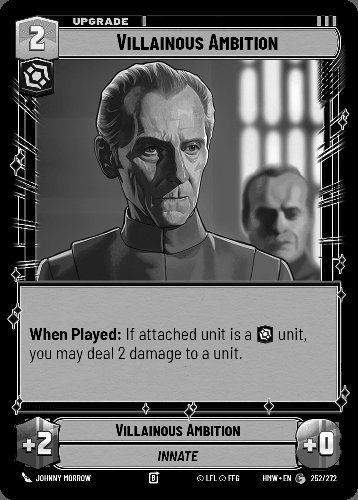 UPGRADE
2
VILLAINOUS AMBITION
When Played: If attached unit is a unit,
you may deal 2 damage to a unit.
+2
VILLAINOUS AMBITION
+0
INNATE
JOHNNY MORROW
© LFL © FFG
HMW • EN
252/272